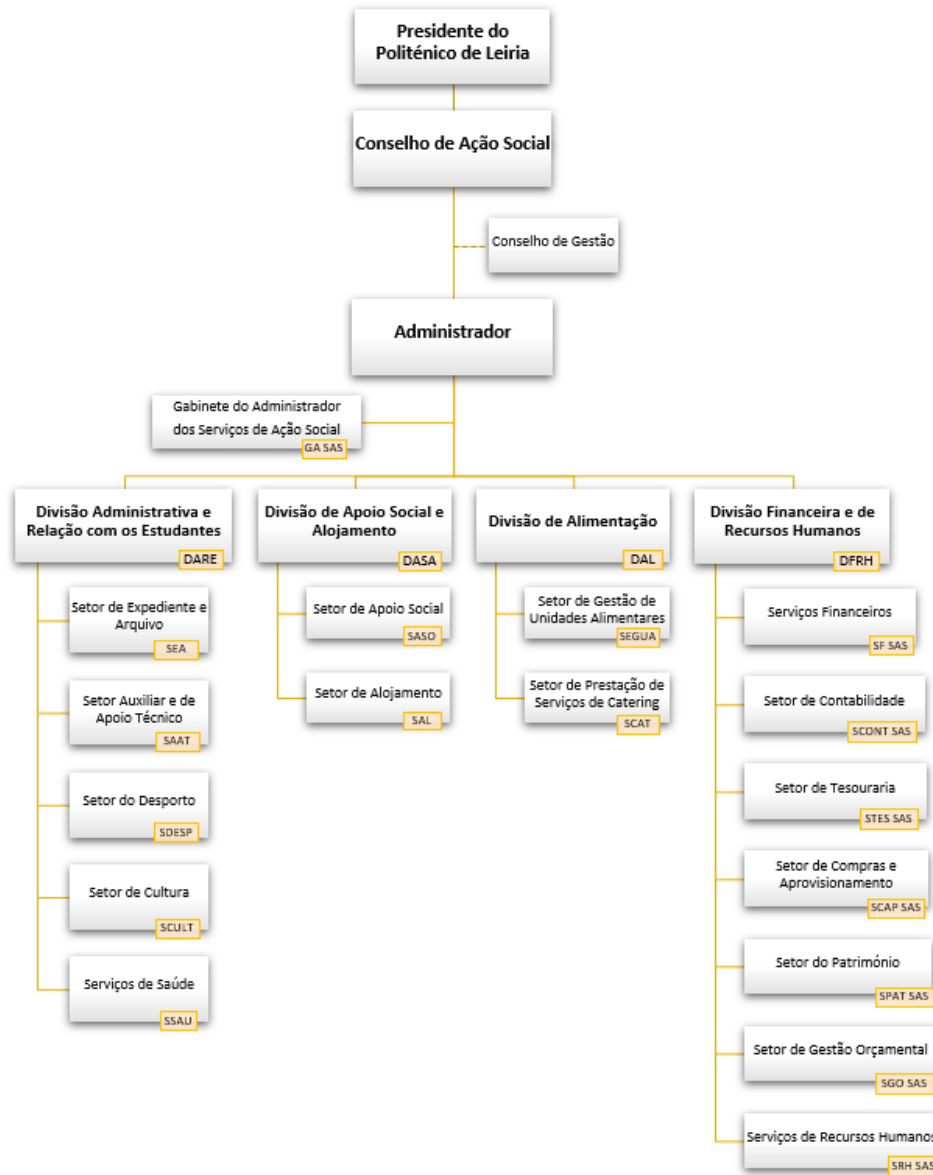 Presidente do
Politénico de Leiria
Conselho de Ação Social
Conselho de Gestão
Administrador
Gabinete do Administrador
dos Serviços de Ação Social
GA SAS
Divisão Administrativa e
Relação com os Estudantes
DARE
Setor de Expediente e
Arquivo
SEA
Setor Auxiliar e de
Apoio Técnico
SAAT
Setor do Desporto
SDESP
Setor de Cultura
SCULT
Serviços de Saúde
SSAU
Divisão de Apoio Social e
Alojamento
DASA
Setor de Apoio Social
SASO
Setor de Alojamento
SAL
Divisão de Alimentação
DAL
Setor de Gestão de
Unidades Alimentares
SEGUA
Setor de Prestação de
Serviços de Catering
SCAT
Divisão Financeira e de
Recursos Humanos
DFRH
Serviços Financeiros
SF SAS
Setor de Contabilidade
SCONT SAS
Setor de Tesouraria
STES SAS
Setor de Compras e
Aprovisionamento
SCAP SAS
Setor do Património
SPAT SAS
Setor de Gestão Orçamental
SGO SAS
Serviços de Recursos Humanos
SRH SAS